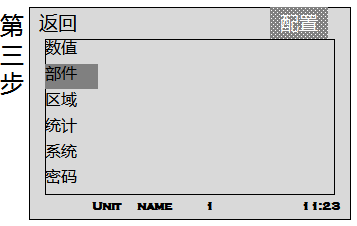 第三步
返回 配置
数值
部件
区域
统计
系统
密码
UNIT NAME 1 11:23